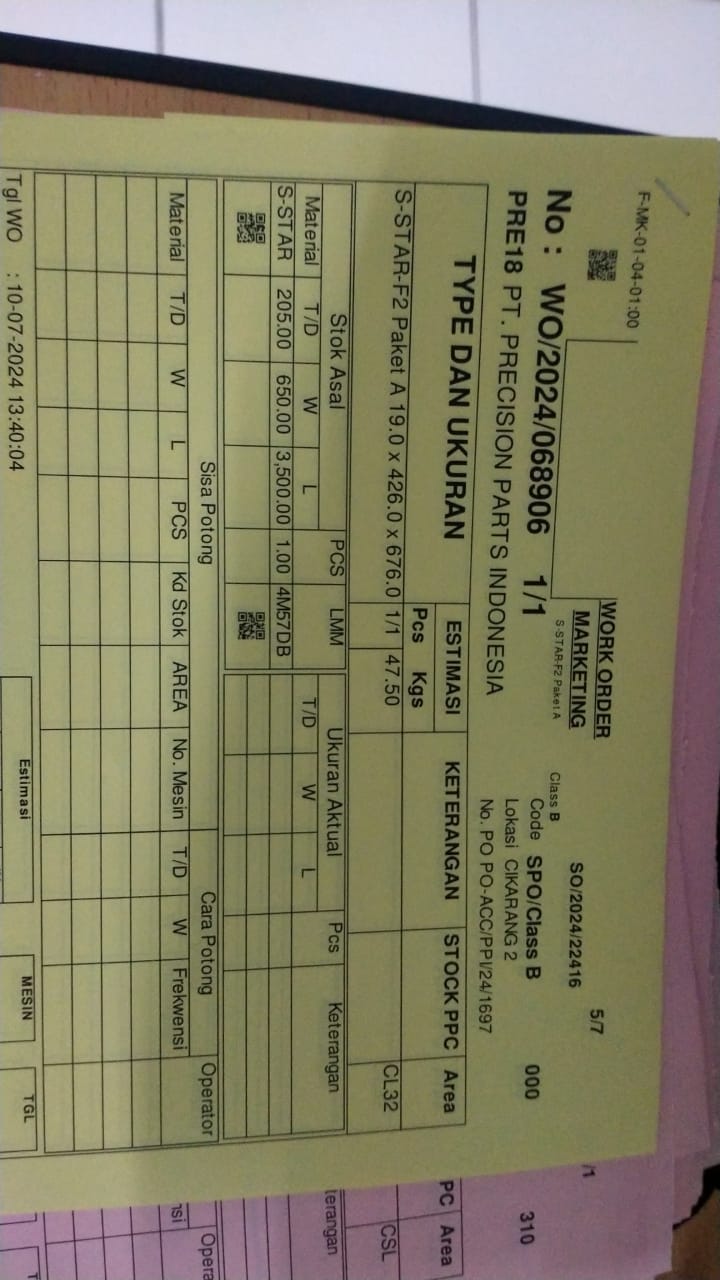 F-MK-01-04-01:00
WORK ORDER
MARKETING
S-STAR-F2 Paket A
Class B
SO/2024/22416
5/7
No : WO/2024/068906 1/1
Code SPO/Class B
000
PRE18 PT. PRECISION PARTS INDONESIA
Lokasi CIKARANG 2
No. PO PO-ACC/PPI/24/1697
TYPE DAN UKURAN ESTIMASI KETERANGAN STOCK PPC Area
Pcs Kgs
S-STAR-F2 Paket A 19.0 x 426.0 x 676.0 1/1 47.50 CL32
Stok Asal PCS LMM Ukuran Aktual Pcs Keterangan
Material T/D W L T/D W L
S-STAR 205.00 650.00 3,500.00 1.00 4M57DB
Sisa Potong Cara Potong Operator
Material T/D W L PCS Kd Stok AREA No. Mesin T/D W Frekwensi
Tgl WO : 10-07-2024 13:40:04
Estimasi
MESIN
TGL
/1
310
PC Area
CSL
terangan
nsi
Opera